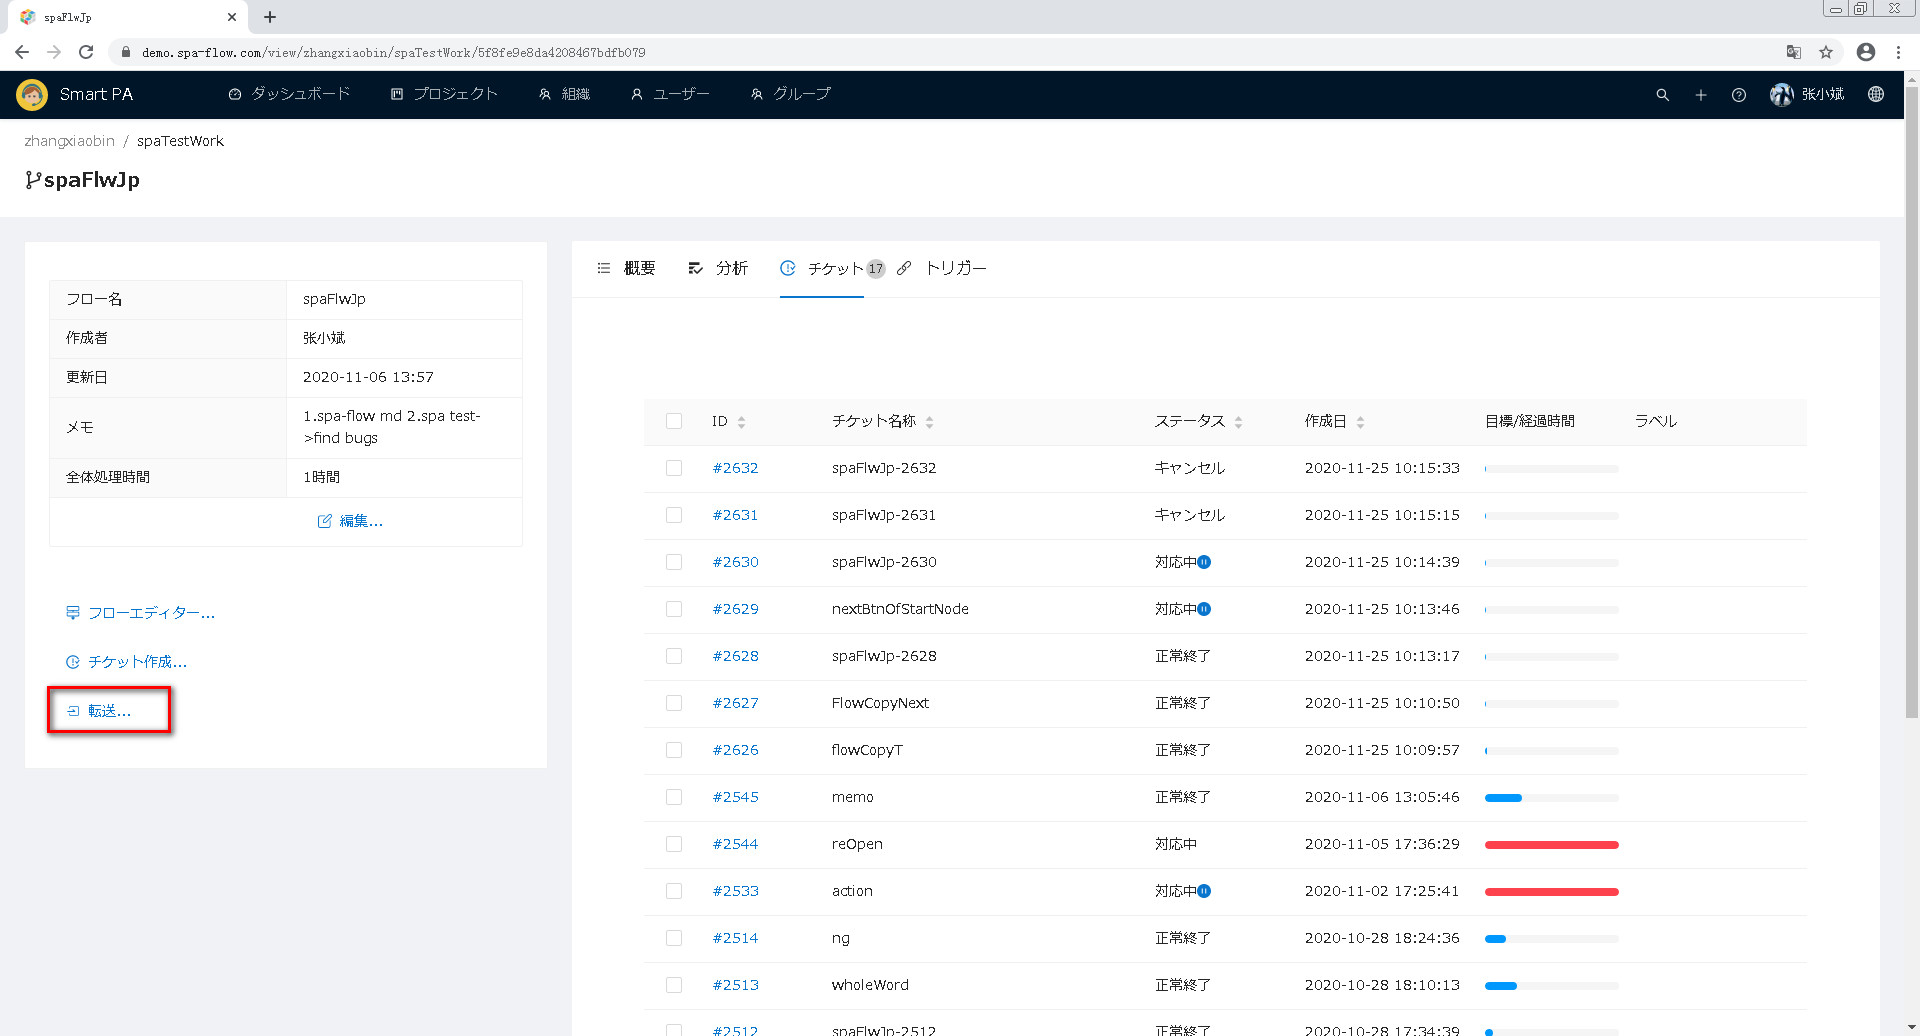 spaFlwJp
demo.spa-flow.com/view/zhangxiaobin/spaTestWork/5f8fe9e8da4208467bdfb079
Smart PA ダッシュボード プロジェクト 組織 ユーザー グループ 张小斌
zhangxiaobin / spaTestWork
spaFlwJp
フロー名 spaFlwJp
作成者 张小斌
更新日 2020-11-06 13:57
メモ 1.spa-flow md 2.spa test-
>find bugs
全体処理時間 1時間
編集...
フローエディター...
チケット作成...
転送...
概要 分析 チケット 17 トリガー
ID チケット名称 ステータス 作成日 目標/経過時間 ラベル
#2632 spaFlwJp-2632 キャンセル 2020-11-25 10:15:33
#2631 spaFlwJp-2631 キャンセル 2020-11-25 10:15:15
#2630 spaFlwJp-2630 対応中 2020-11-25 10:14:39
#2629 nextBtnOfStartNode 対応中 2020-11-25 10:13:46
#2628 spaFlwJp-2628 正常終了 2020-11-25 10:13:17
#2627 FlowCopyNext 正常終了 2020-11-25 10:10:50
#2626 flowCopyT 正常終了 2020-11-25 10:09:57
#2545 memo 正常終了 2020-11-06 13:05:46
#2544 reOpen 対応中 2020-11-05 17:36:29
#2533 action 対応中 2020-11-02 17:25:41
#2514 ng 正常終了 2020-10-28 18:24:36
#2513 wholeWord 正常終了 2020-10-28 18:10:13
#2512 spaFlwJp-2512 正常終了 2020-10-28 17:34:39